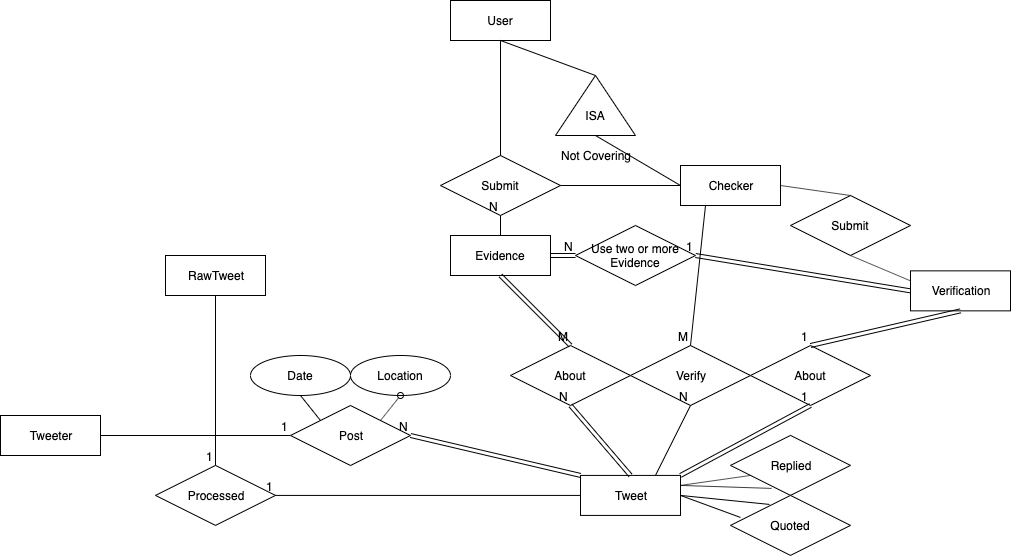 User
ISA
Not Covering
Submit
Checker
N
Submit
Evidence
N
Use two or more
Evidence
1
RawTweet
Verification
M
M
1
Date
Location
About
Verify
About
N
N
1
Tweeter
1
Post
N
1
Processed
1
Tweet
Replied
Quoted